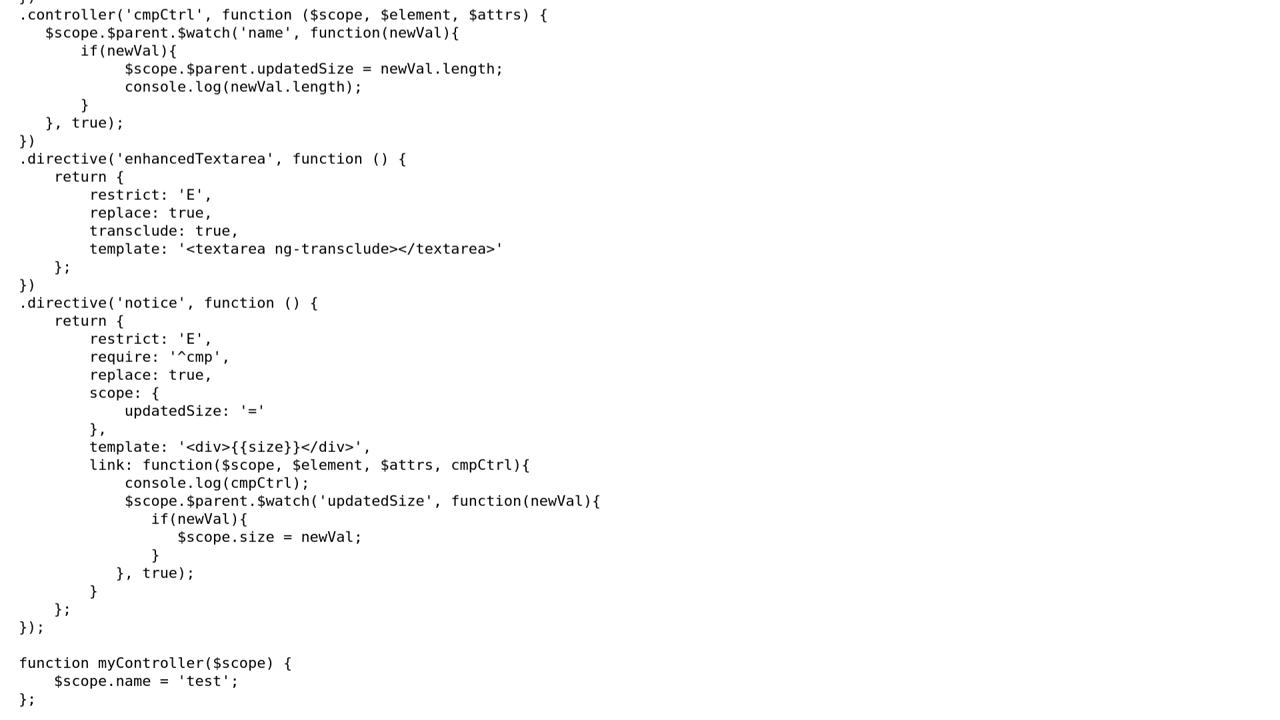 .controller('cmpCtrl', function ($scope, $element, $attrs) {
   $scope.$parent.$watch('name', function(newVal){
       if(newVal){
            $scope.$parent.updatedSize = newVal.length;
            console.log(newVal.length);
       }
   }, true);
})
.directive('enhancedTextarea', function () {
    return {
        restrict: 'E',
        replace: true,
        transclude: true,
        template: '<textarea ng-transclude></textarea>'
    };
})
.directive('notice', function () {
    return {
        restrict: 'E',
        require: '^cmp',
        replace: true,
        scope: {
            updatedSize: '='
        },
        template: '<div>{{size}}</div>',
        link: function($scope, $element, $attrs, cmpCtrl){
            console.log(cmpCtrl);
            $scope.$parent.$watch('updatedSize', function(newVal){
               if(newVal){
                  $scope.size = newVal;
               }
           }, true);
        }
    };
});

function myController($scope) {
    $scope.name = 'test';
};